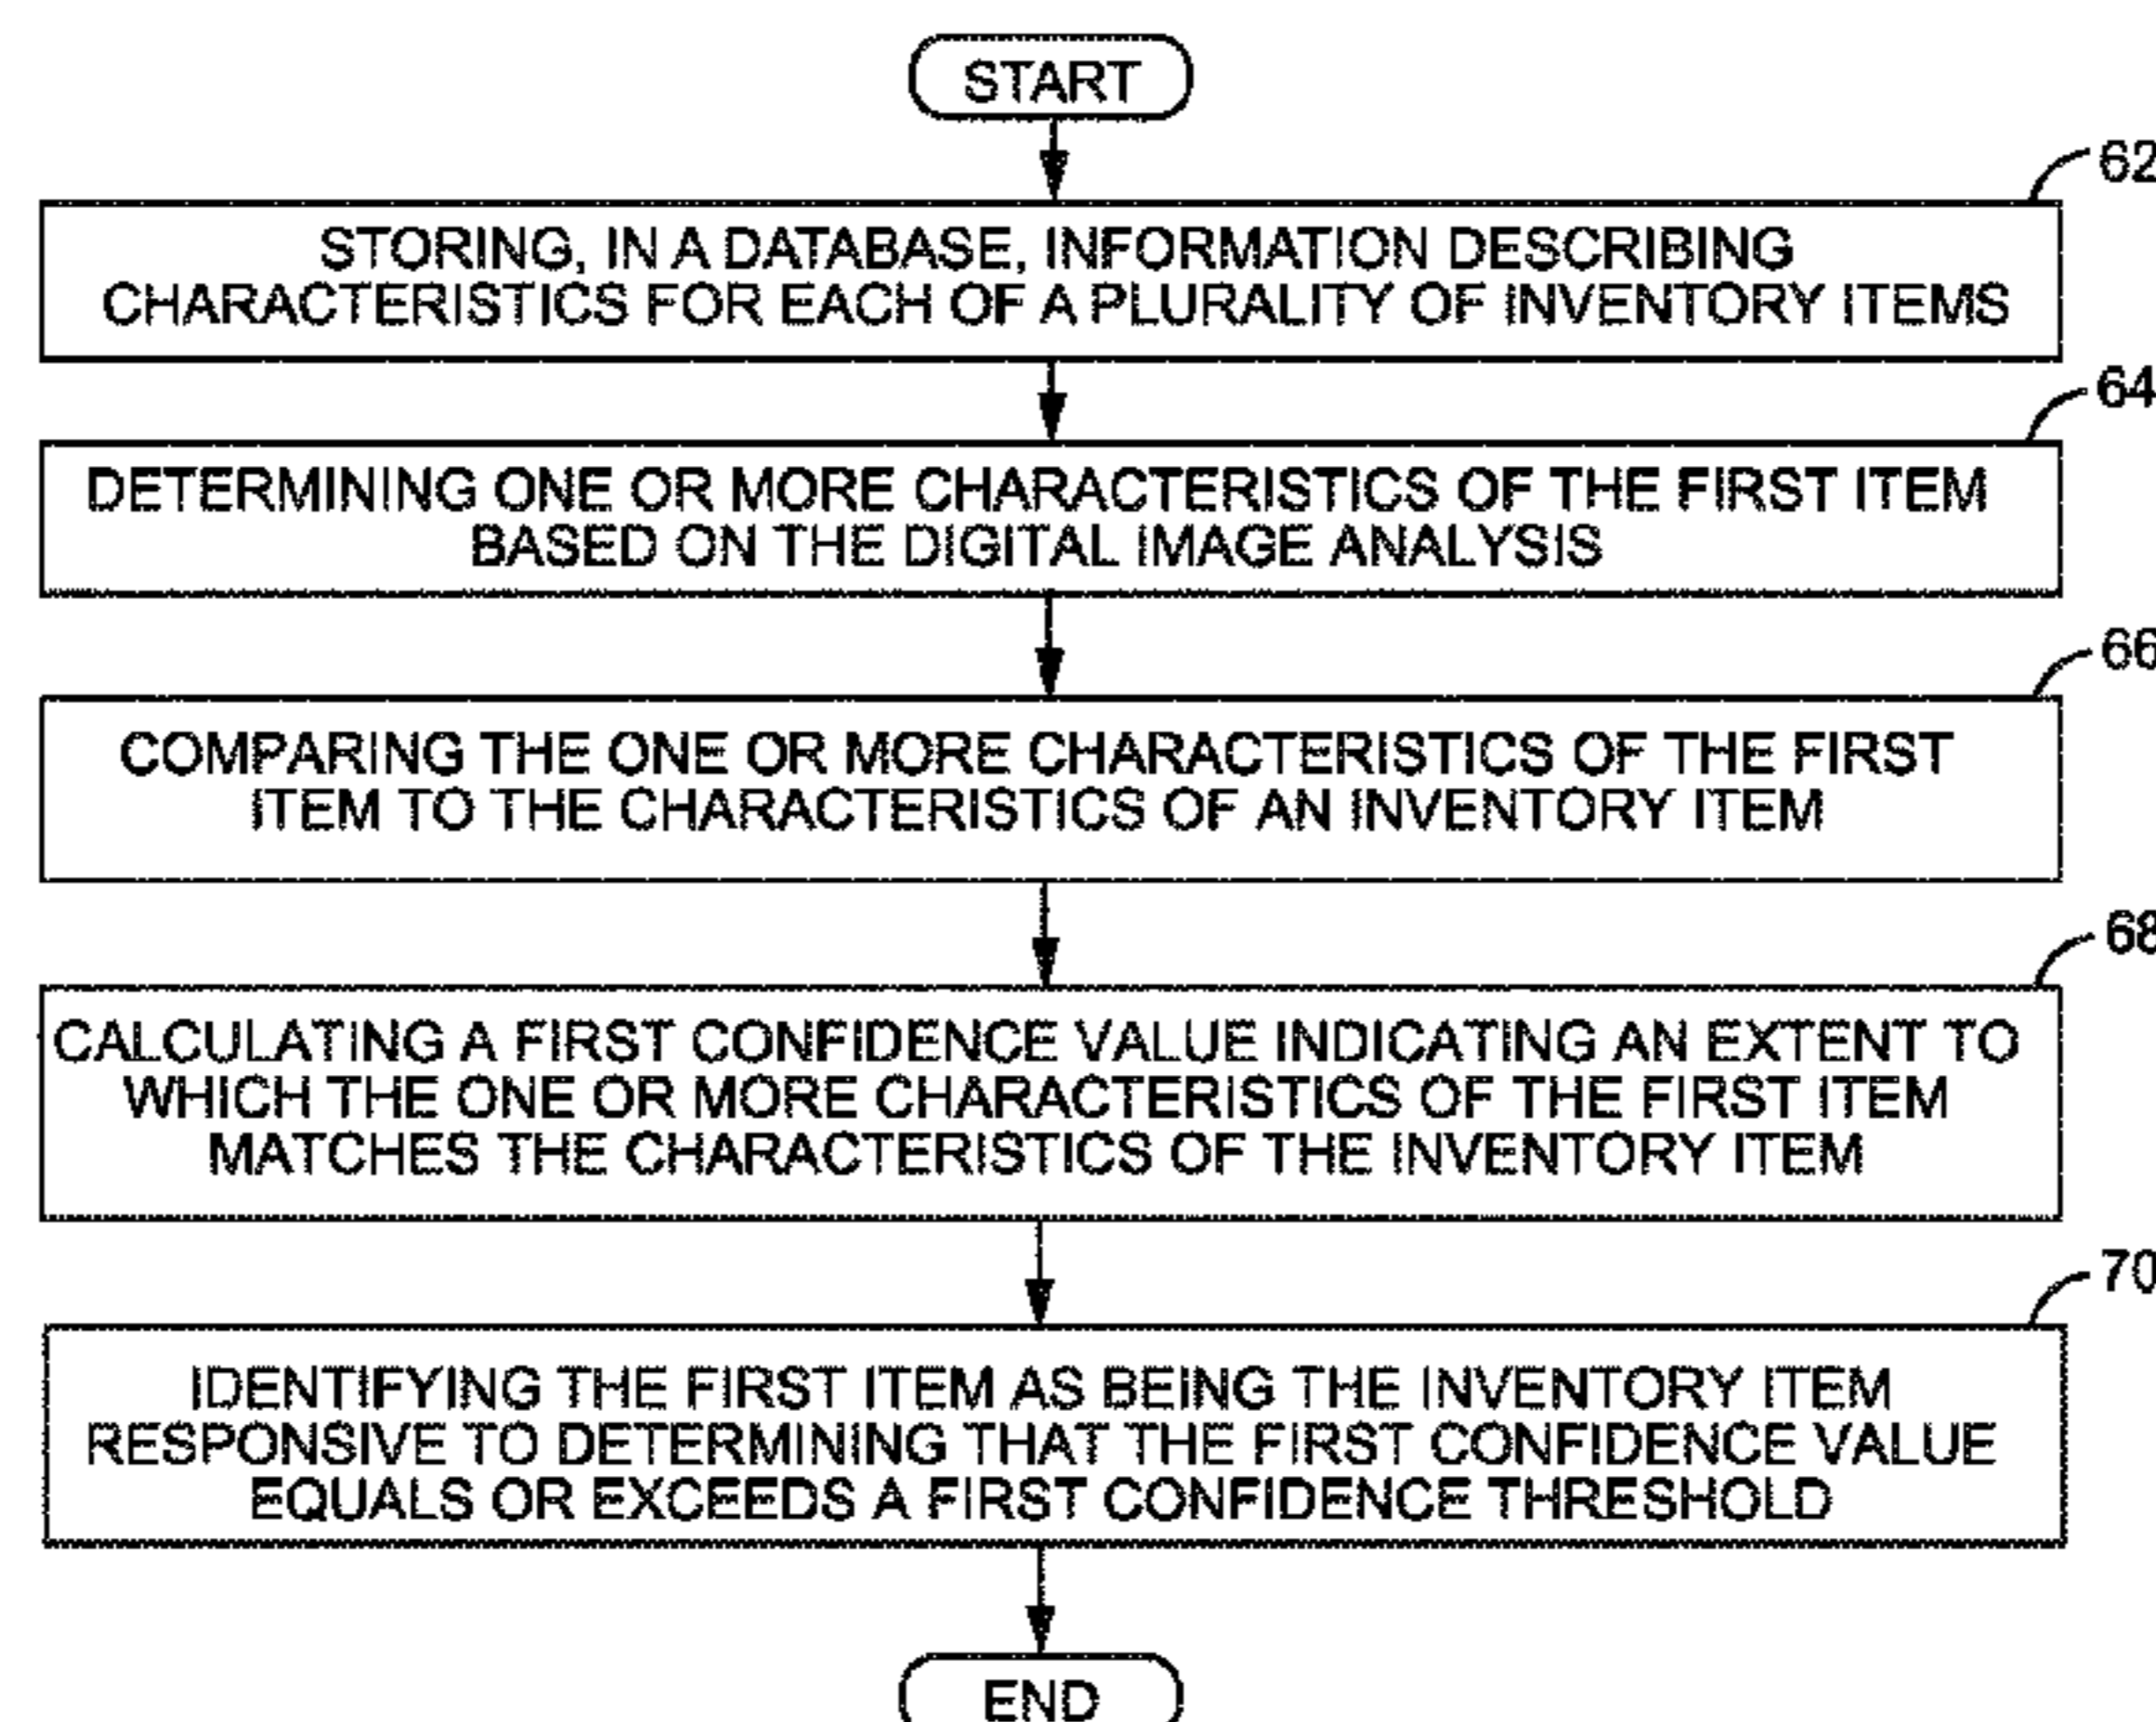 START
62
STORING, IN A DATABASE, INFORMATION DESCRIBING
CHARACTERISTICS FOR EACH OF A PLURALITY OF INVENTORY ITEMS
64
DETERMINING ONE OR MORE CHARACTERISTICS OF THE FIRST ITEM
BASED ON THE DIGITAL IMAGE ANALYSIS
66
COMPARING THE ONE OR MORE CHARACTERISTICS OF THE FIRST
ITEM TO THE CHARACTERISTICS OF AN INVENTORY ITEM
68
CALCULATING A FIRST CONFIDENCE VALUE INDICATING AN EXTENT TO
WHICH THE ONE OR MORE CHARACTERISTICS OF THE FIRST ITEM
MATCHES THE CHARACTERISTICS OF THE INVENTORY ITEM
70
IDENTIFYING THE FIRST ITEM AS BEING THE INVENTORY ITEM
RESPONSIVE TO DETERMINING THAT THE FIRST CONFIDENCE VALUE
EQUALS OR EXCEEDS A FIRST CONFIDENCE THRESHOLD
END